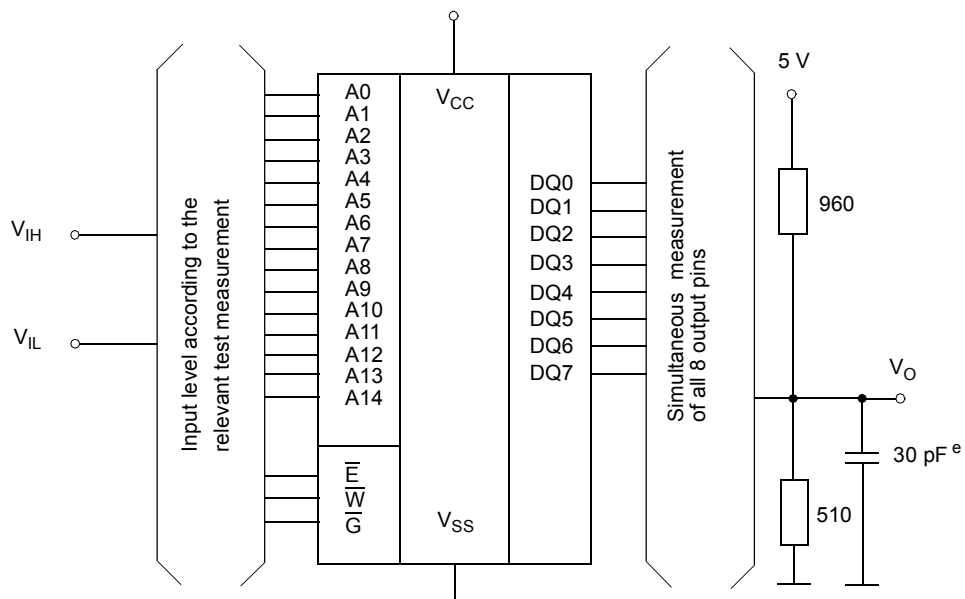 5 V
V_CC
A0
A1
A2
A3
A4
A5
A6
A7
A8
A9
A10
A11
A12
A13
A14
E̅
W̅
G̅
V_SS
DQ0
DQ1
DQ2
DQ3
DQ4
DQ5
DQ6
DQ7
V_IH
V_IL
Input level according to the
relevant test measurement
Simultaneous measurement
of all 8 output pins
960
V_O
30 pF e
510